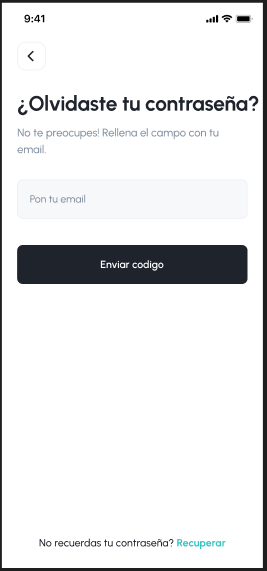 9:41
¿Olvidaste tu contraseña?
No te preocupes! Rellena el campo con tu
email.
Pon tu email
Enviar codigo
No recuerdas tu contraseña? Recuperar